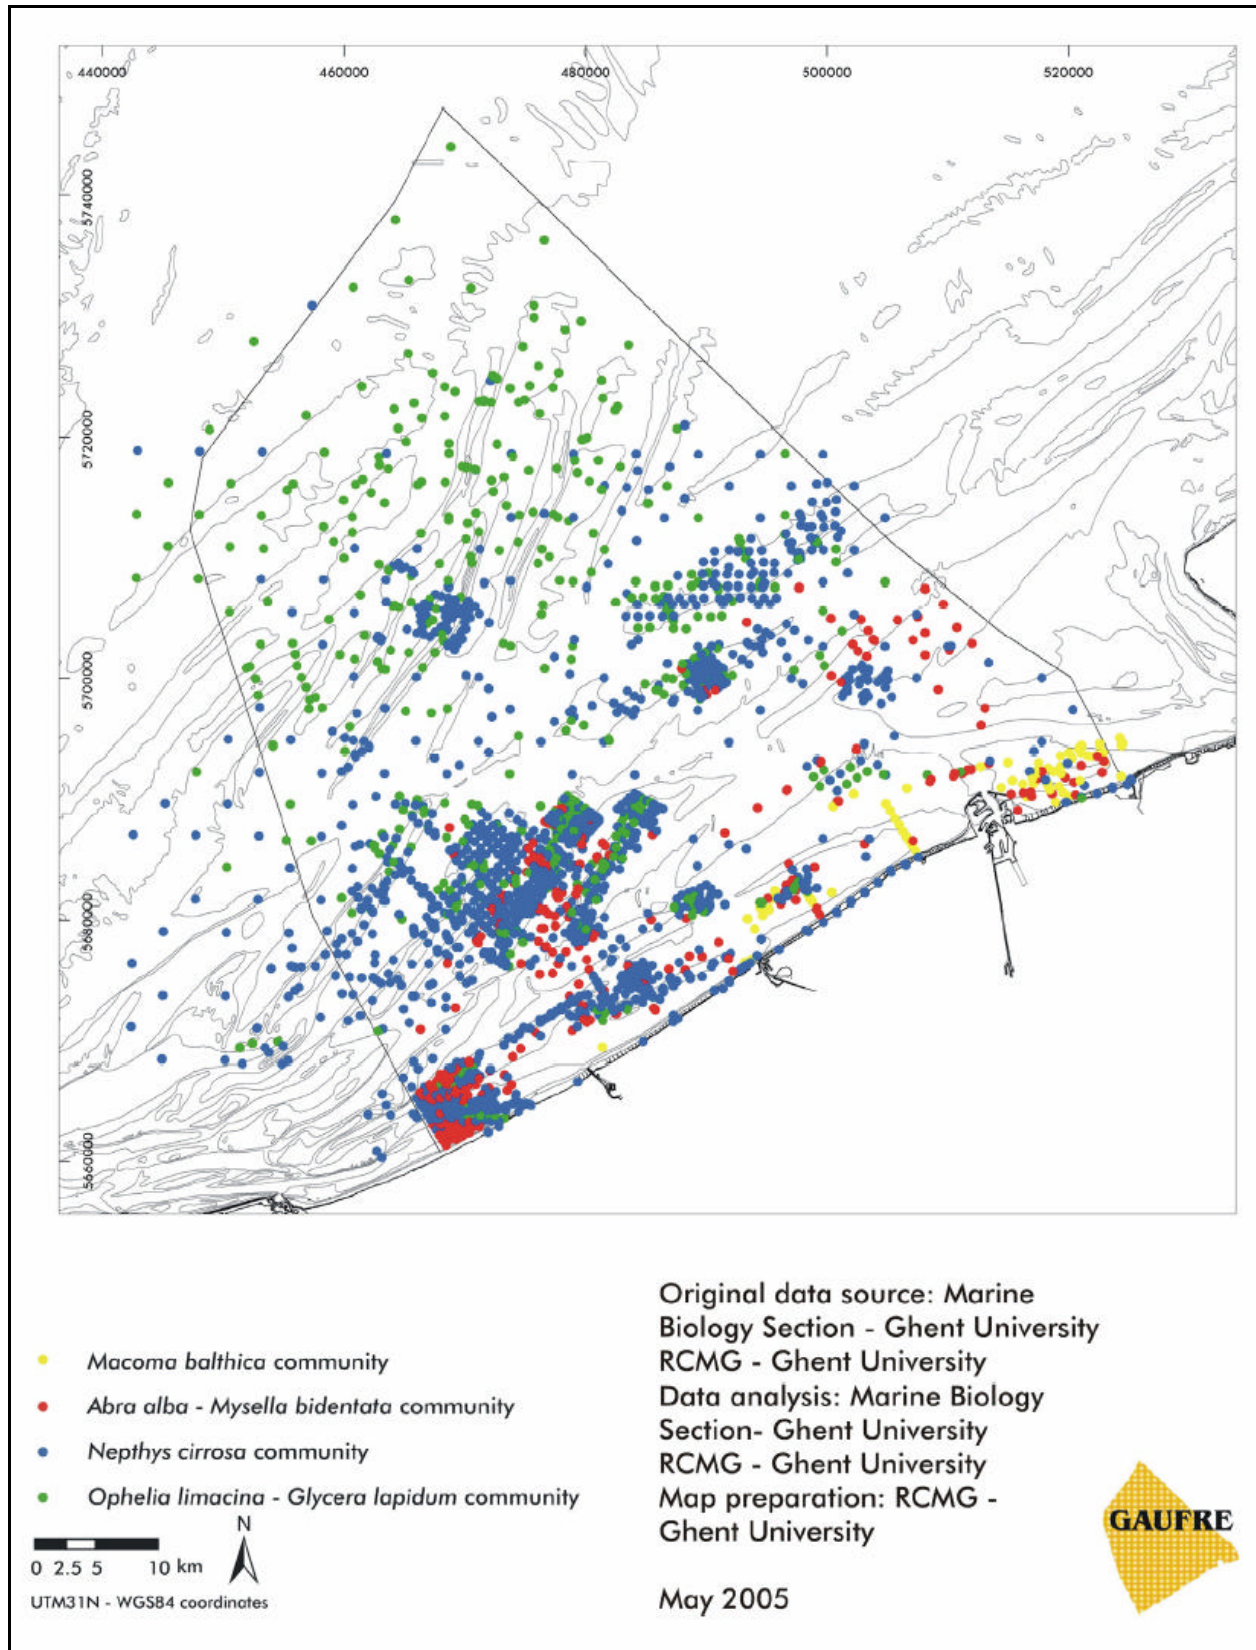 440000
460000
480000
500000
520000
5740000
5720000
5700000
5680000
5660000
Macoma balthica community
Abra alba - Mysella bidentata community
Nepthys cirrosa community
Ophelia limacina - Glycera lapidum community
N
0 2.5 5 10 km
UTM31N - WGS84 coordinates
Original data source: Marine
Biology Section - Ghent University
RCMG - Ghent University
Data analysis: Marine Biology
Section- Ghent University
RCMG - Ghent University
Map preparation: RCMG -
Ghent University
May 2005
GAUFRE